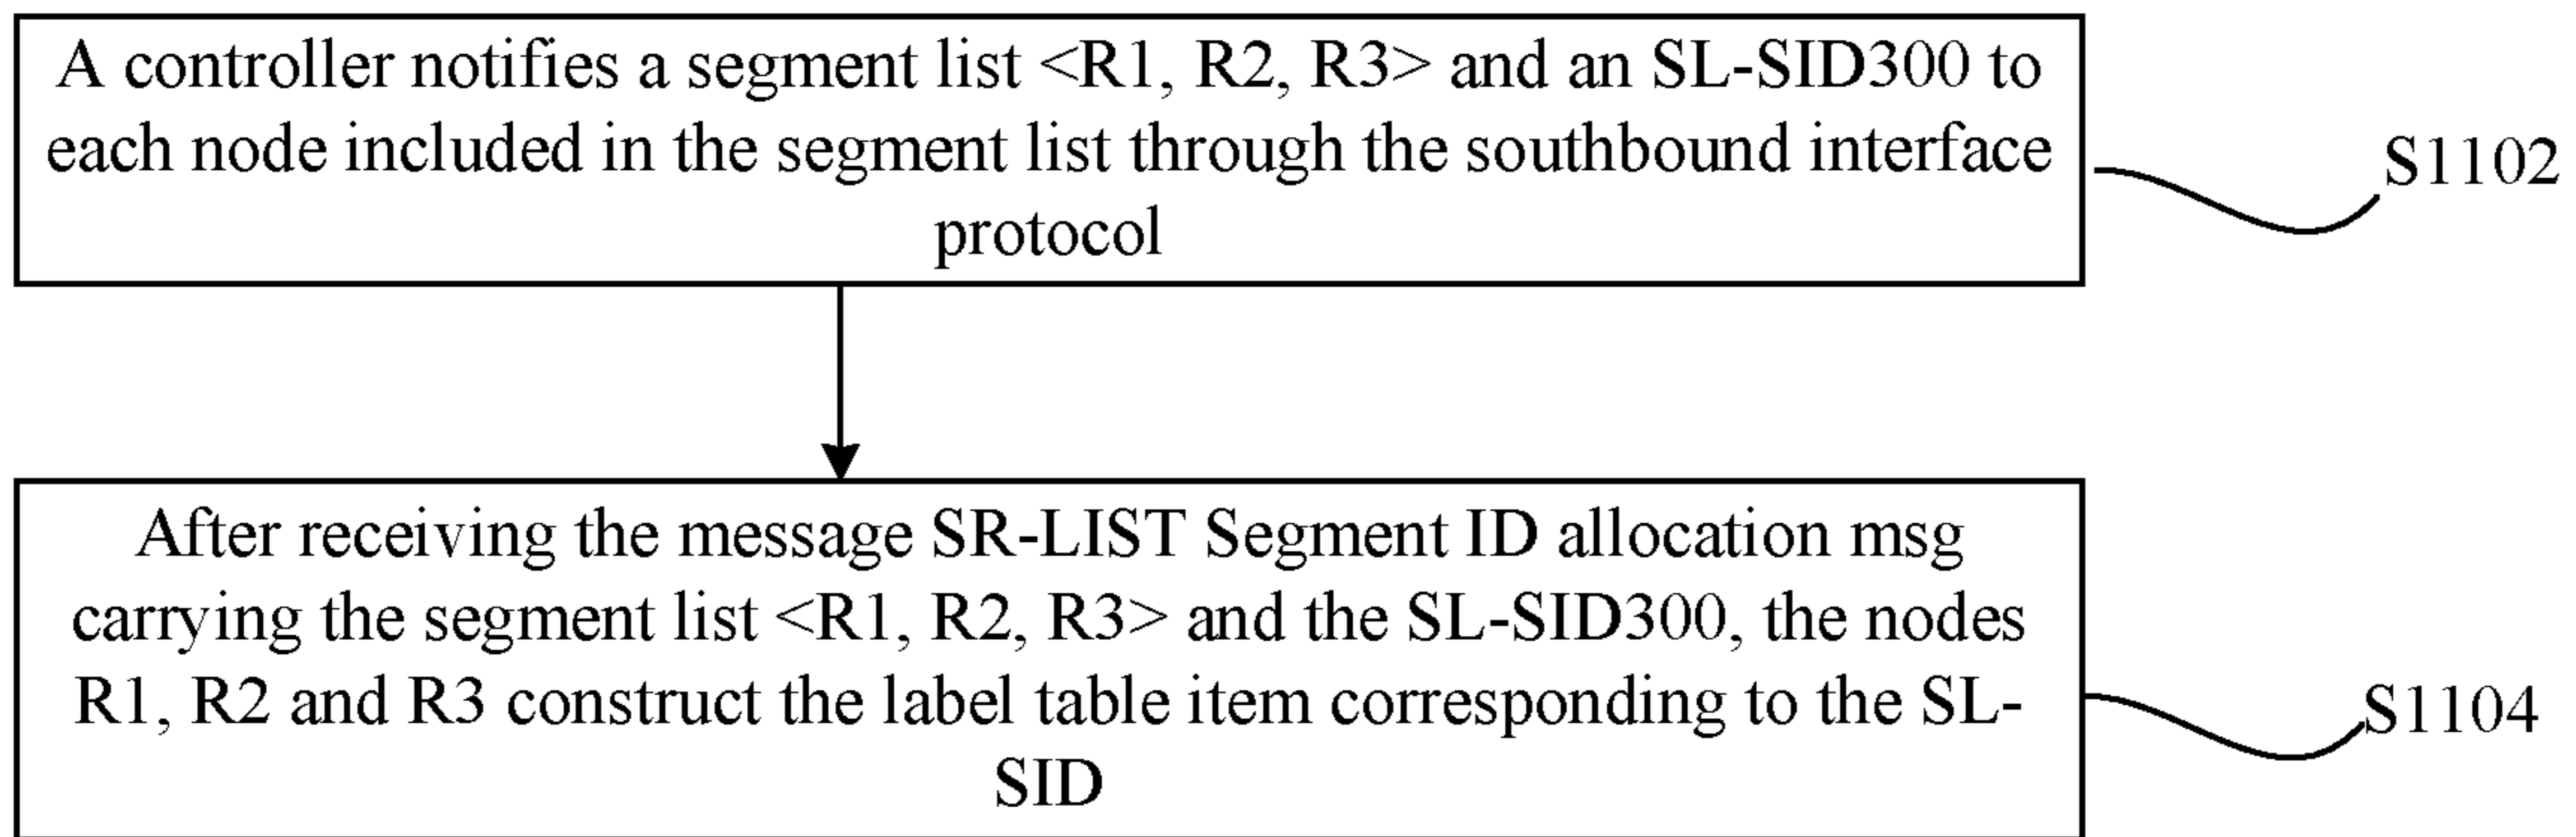 A controller notifies a segment list <R1, R2, R3> and an SL-SID300 to
each node included in the segment list through the southbound interface
protocol
S1102
After receiving the message SR-LIST Segment ID allocation msg
carrying the segment list <R1, R2, R3> and the SL-SID300, the nodes
R1, R2 and R3 construct the label table item corresponding to the SL-
SID
S1104